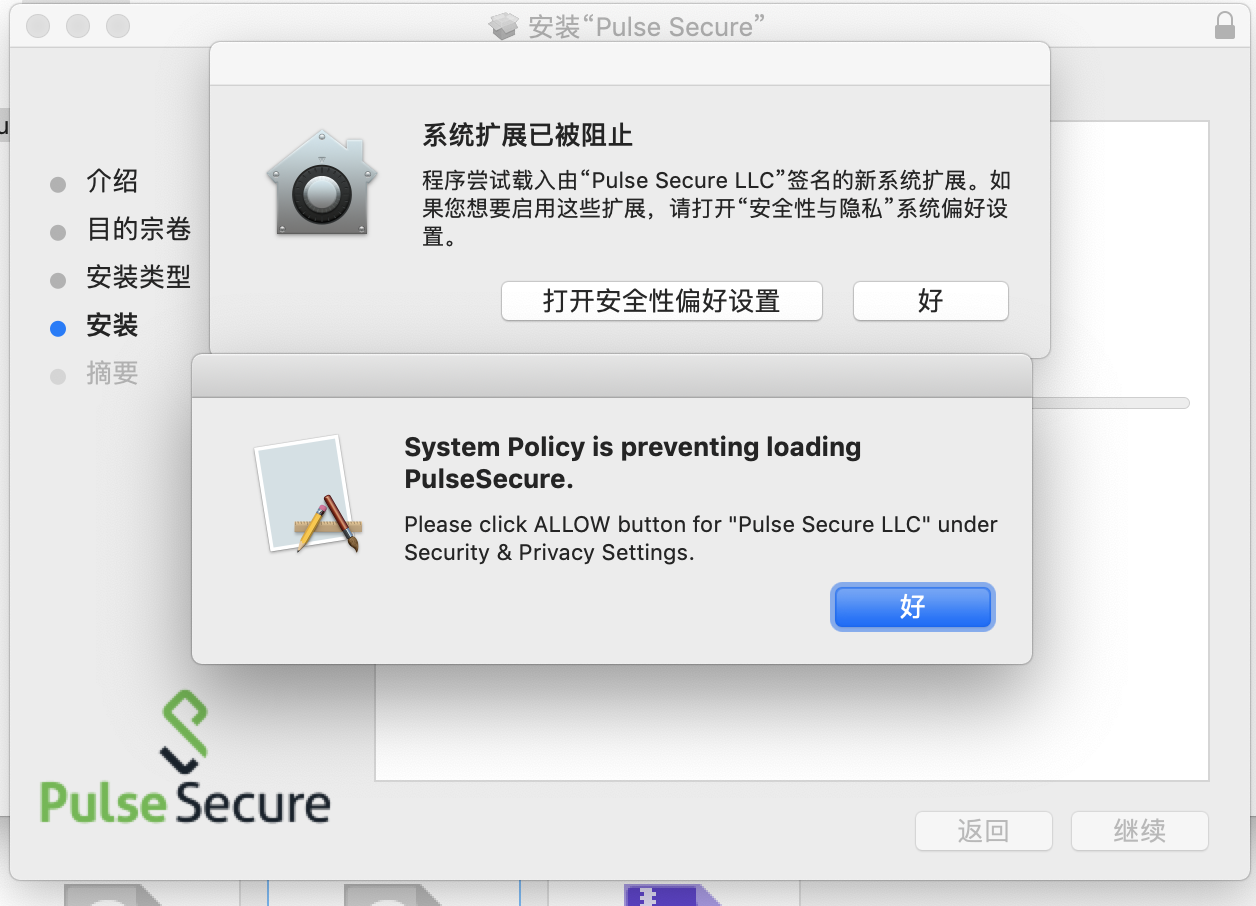 安装“Pulse Secure”
系统扩展已被阻止
程序尝试载入由“Pulse Secure LLC”签名的新系统扩展。如
果您想要启用这些扩展，请打开“安全性与隐私”系统偏好设
置。
打开安全性偏好设置
好
介绍
目的宗卷
安装类型
安装
摘要
System Policy is preventing loading
PulseSecure.
Please click ALLOW button for "Pulse Secure LLC" under
Security & Privacy Settings.
好
Pulse Secure
返回
继续